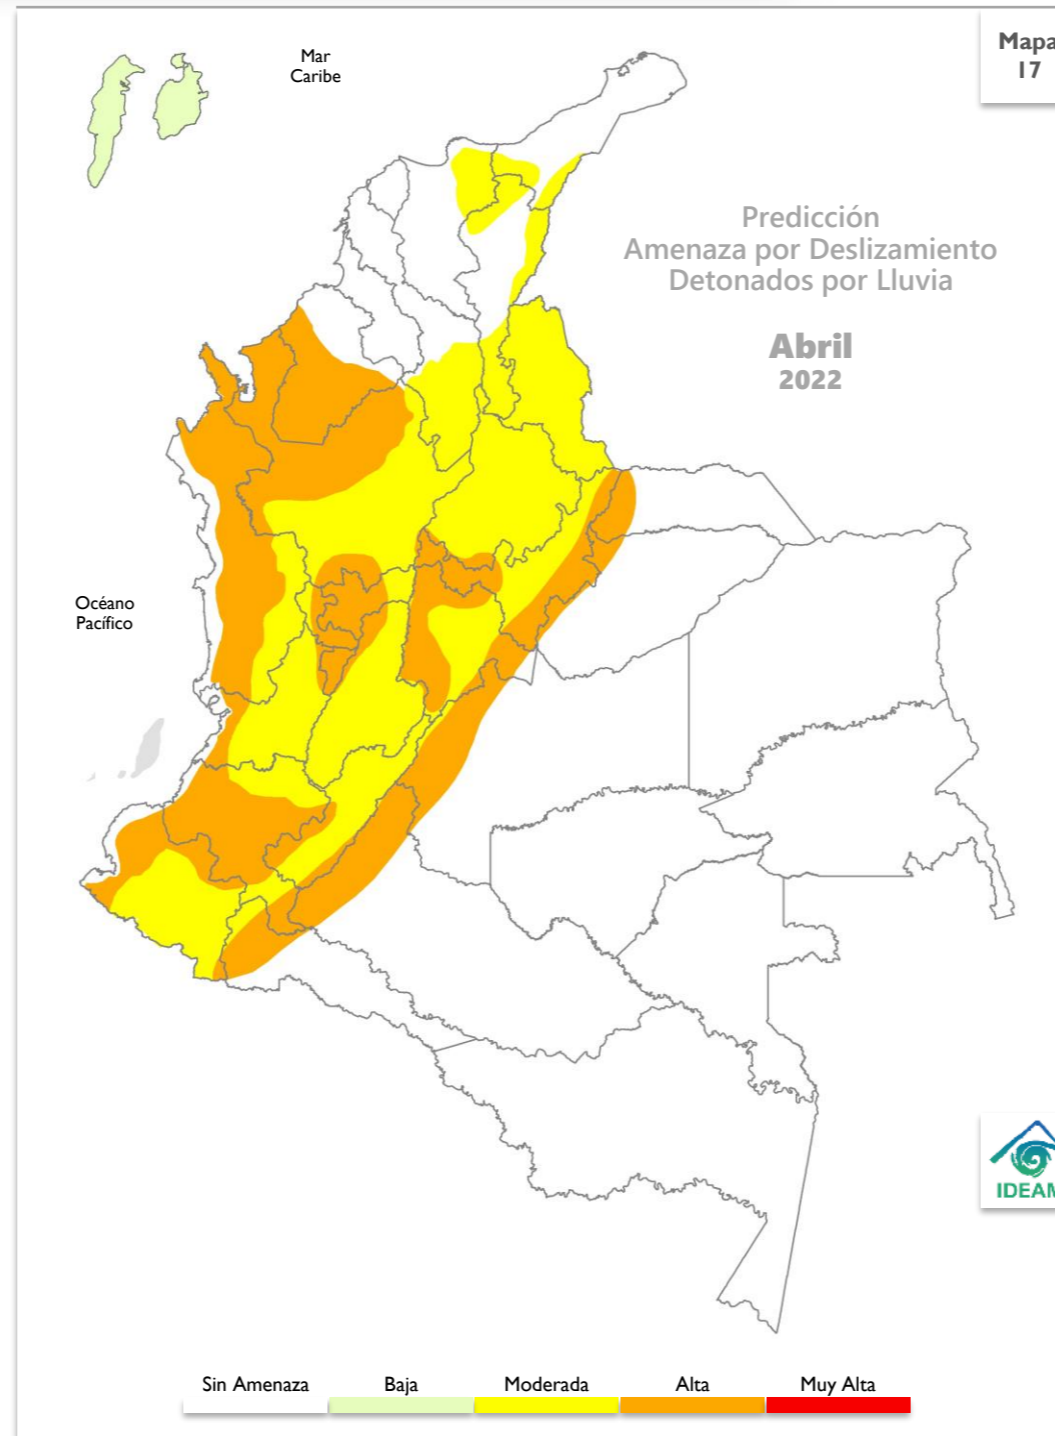 Mar
Caribe
Mapa
17
Predicción
Amenaza por Deslizamiento
Detonados por Lluvia
Abril
2022
Océano
Pacífico
IDEAM
Sin Amenaza
Baja
Moderada
Alta
Muy Alta